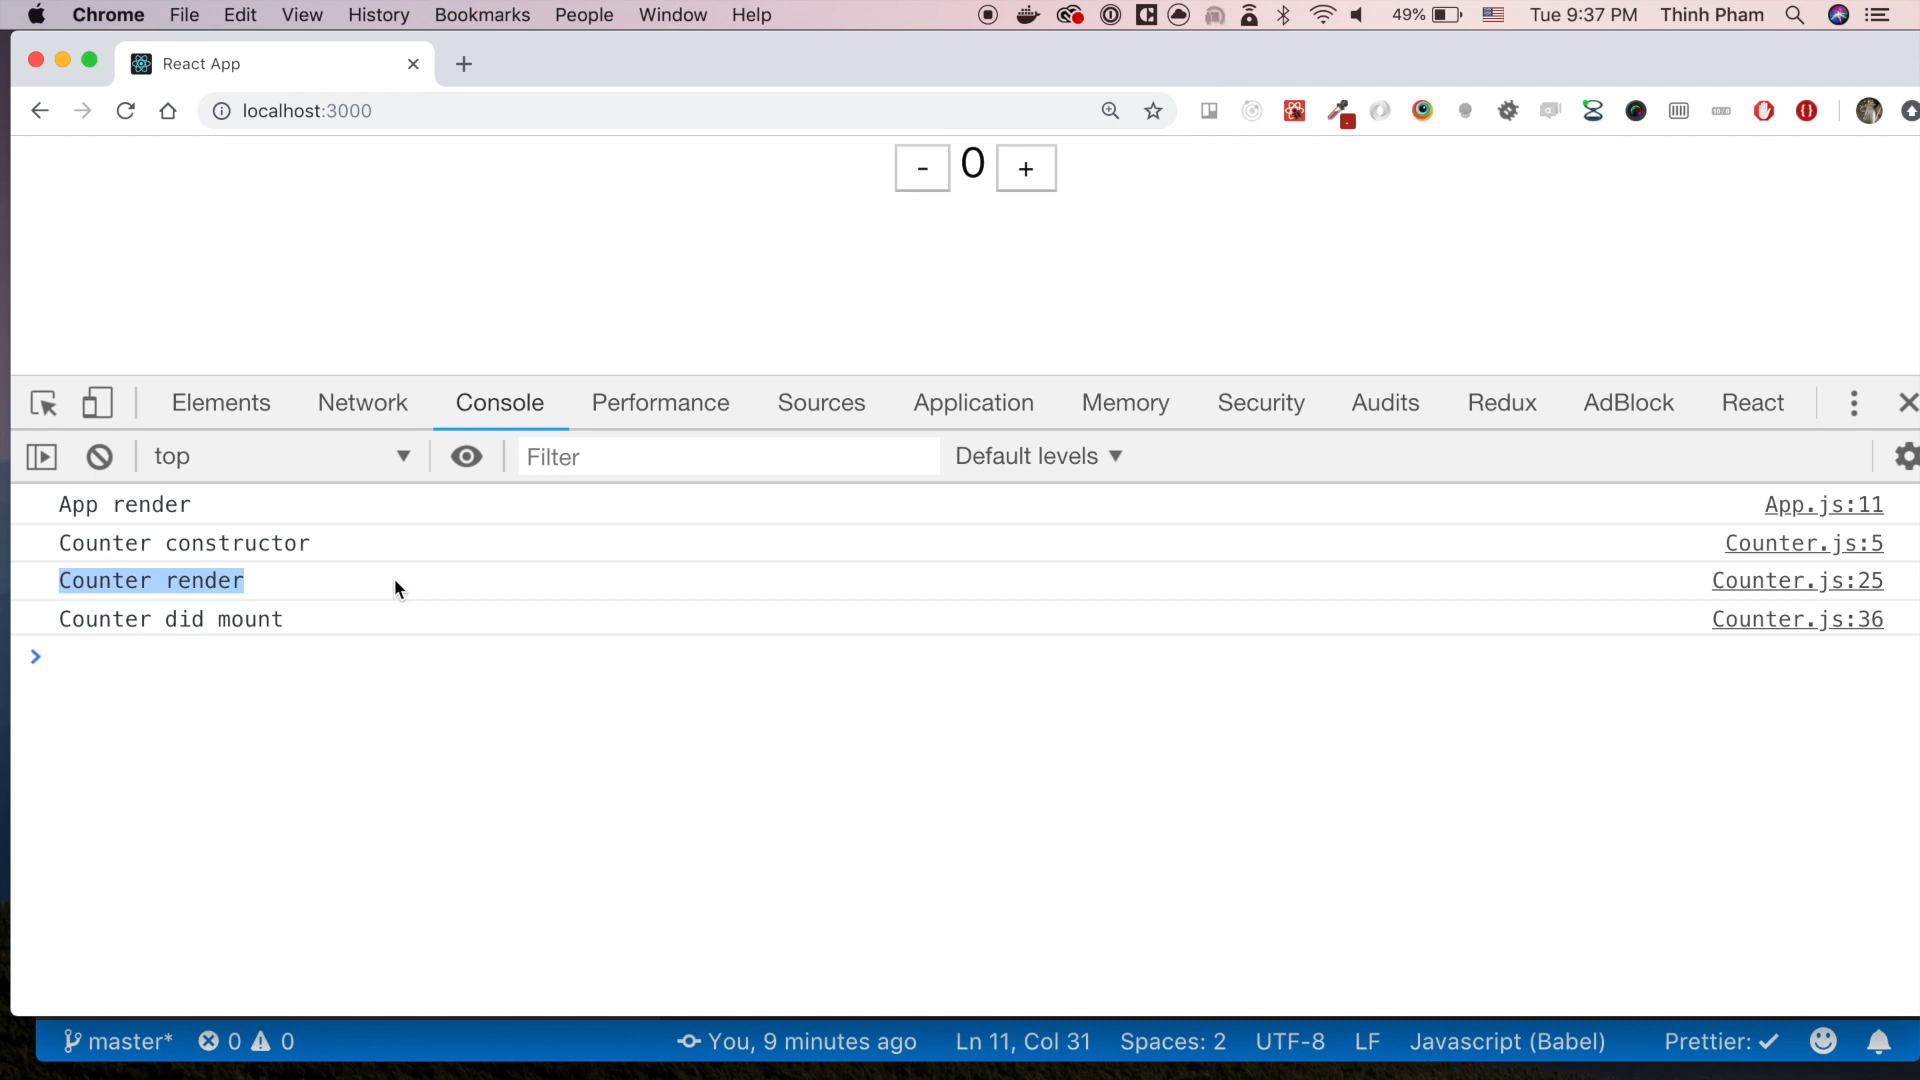 Chrome File Edit View History Bookmarks People Window Help 49% Tue 9:37 PM Thinh Pham
React App
localhost:3000
- 0 +
Elements Network Console Performance Sources Application Memory Security Audits Redux AdBlock React
top Filter Default levels
App render App.js:11
Counter constructor Counter.js:5
Counter render Counter.js:25
Counter did mount Counter.js:36
master* 0 0 You, 9 minutes ago Ln 11, Col 31 Spaces: 2 UTF-8 LF Javascript (Babel) Prettier: ✓